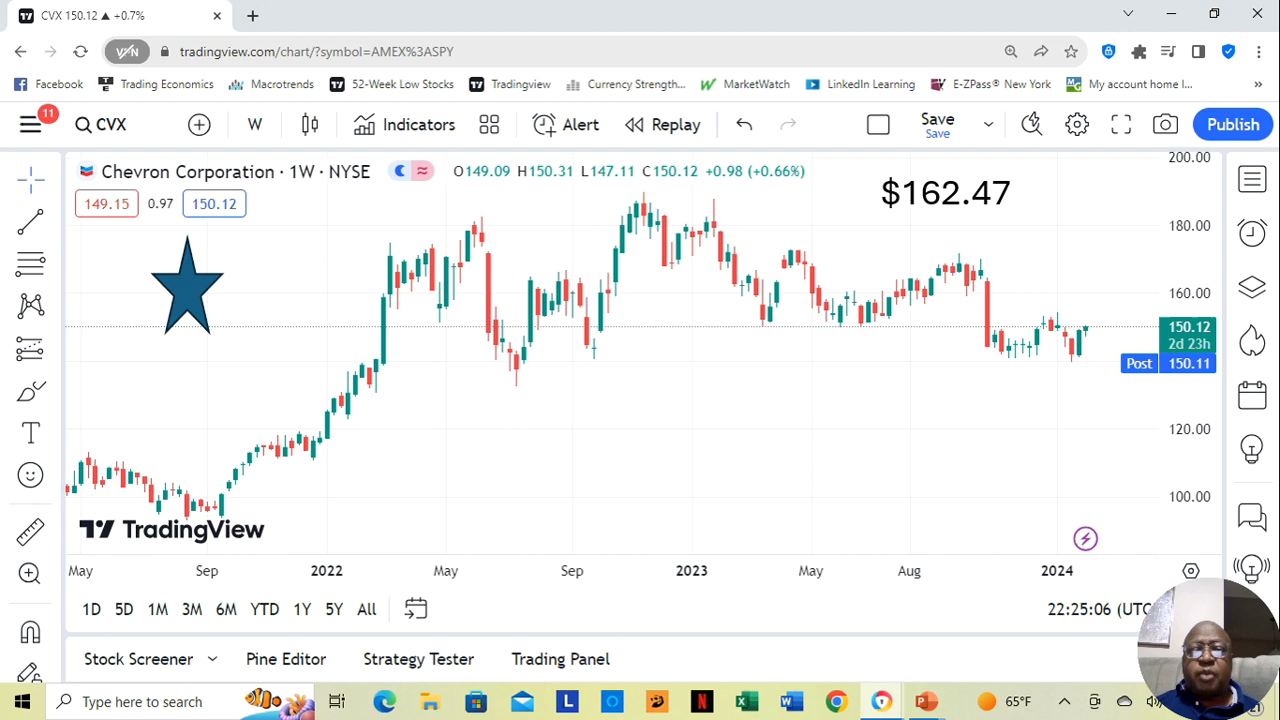 CVX 150.12 ▲ +0.7%
VPN
tradingview.com/chart/?symbol=AMEX%3ASPY
Facebook Trading Economics Macrotrends 52-Week Low Stocks Tradingview Currency Strength... MarketWatch LinkedIn Learning E-ZPass® New York My account home l... »
11
CVX W Indicators Alert Replay Save Publish
Save
Chevron Corporation · 1W · NYSE O149.09 H150.31 L147.11 C150.12 +0.98 (+0.66%)
149.15 0.97 150.12
$162.47
200.00
180.00
160.00
150.12
2d 23h
Post 150.11
120.00
100.00
TradingView
May Sep 2022 May Sep 2023 May Aug 2024
1D 5D 1M 3M 6M YTD 1Y 5Y All 22:25:06 (UTC
Stock Screener Pine Editor Strategy Tester Trading Panel
Type here to search 65°F